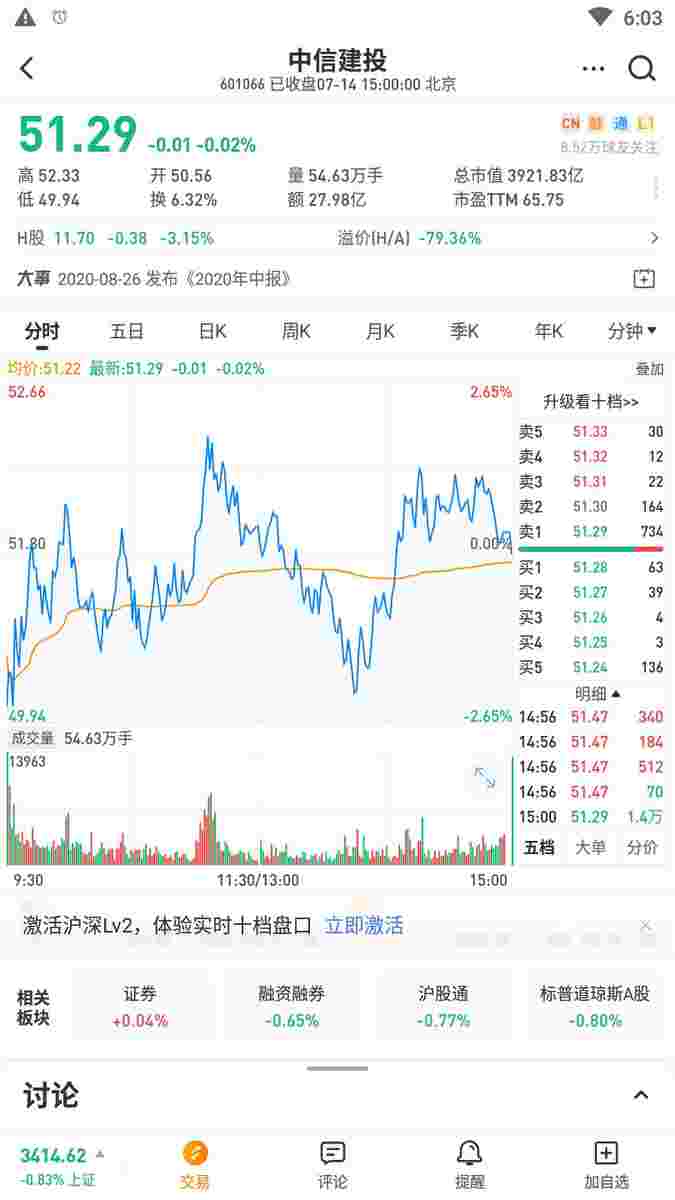 6:03
中信建投
601066 已收盘07-14 15:00:00 北京
51.29 -0.01 -0.02%
CN 融 通 L1
8.52万球友关注
高 52.33 开 50.56 量 54.63万手 总市值 3921.83亿
低 49.94 换 6.32% 额 27.98亿 市盈TTM 65.75
H股 11.70 -0.38 -3.15% 溢价(H/A) -79.36%
大事 2020-08-26 发布《2020年中报》
分时 五日 日K 周K 月K 季K 年K 分钟
均价:51.22 最新:51.29 -0.01 -0.02% 叠加
52.66 2.65%
51.80 0.00%
49.94 -2.65%
升级看十档>>
卖5 51.33 30
卖4 51.32 12
卖3 51.31 22
卖2 51.30 164
卖1 51.29 734
买1 51.28 63
买2 51.27 39
买3 51.26 4
买4 51.25 3
买5 51.24 136
明细
14:56 51.47 340
14:56 51.47 184
14:56 51.47 512
14:56 51.47 70
15:00 51.29 1.4万
五档 大单 分价
成交量 54.63万手
13963
9:30 11:30/13:00 15:00
激活沪深Lv2，体验实时十档盘口 立即激活
相关板块
证券 融资融券 沪股通 标普道琼斯A股
+0.04% -0.65% -0.77% -0.80%
讨论
3414.62
-0.83% 上证
交易 评论 提醒 加自选